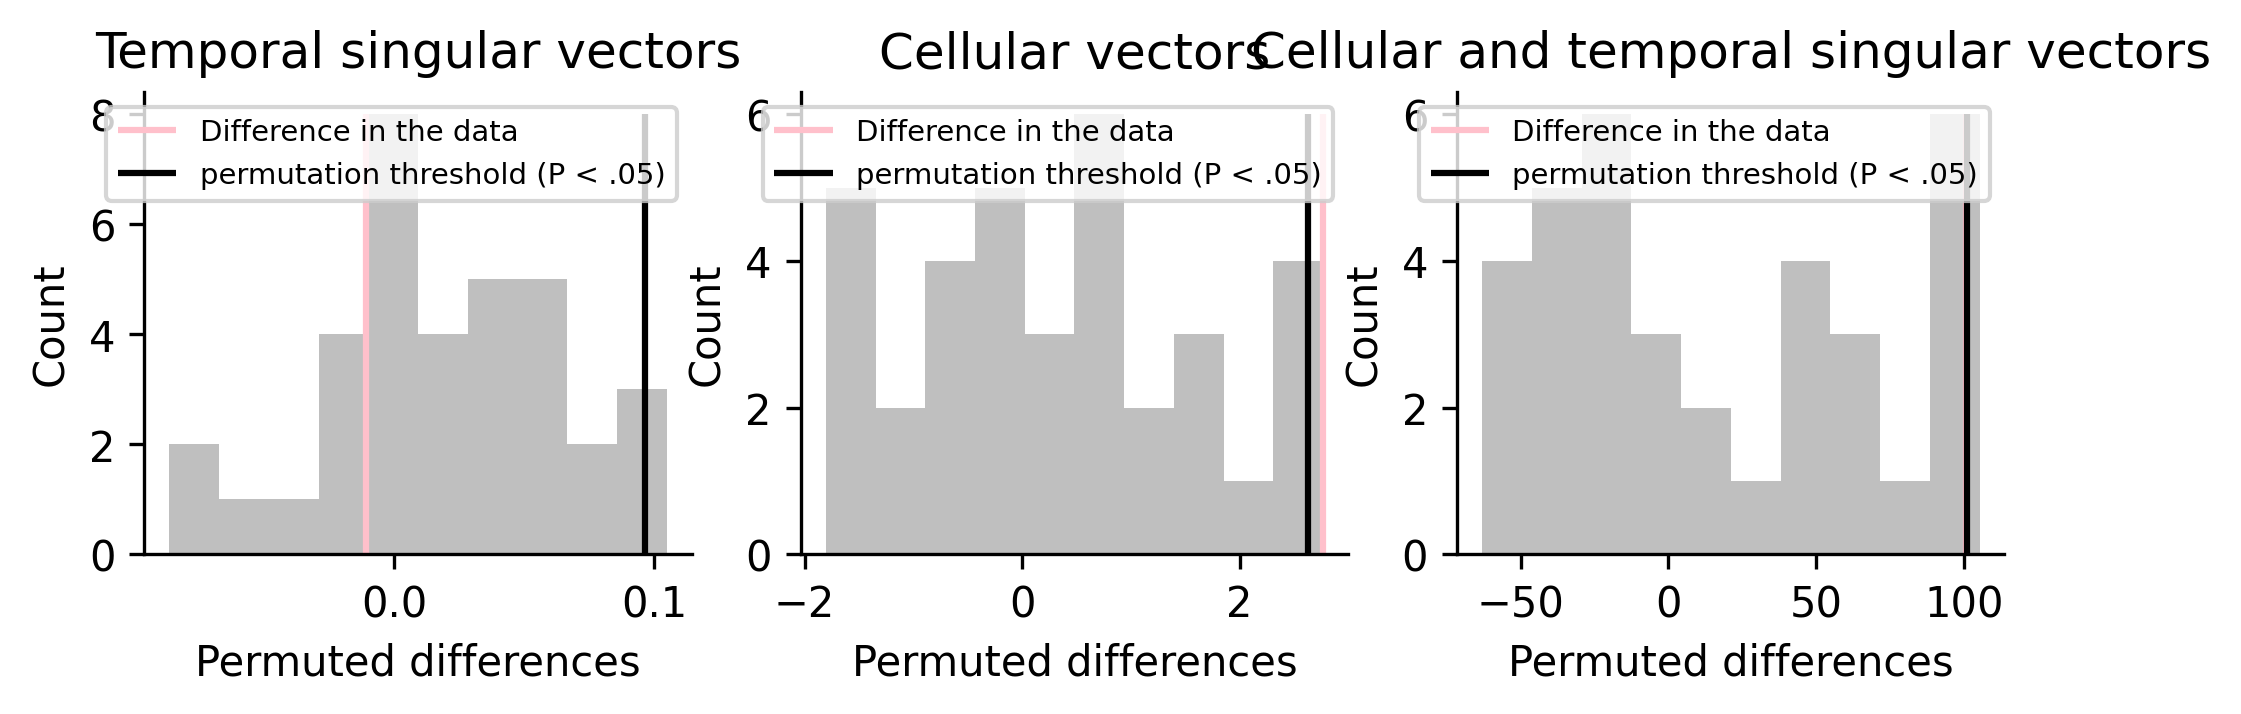 Temporal singular vectors
8
6
4
2
0
Count
Difference in the data
permutation threshold (P < .05)
0.0 0.1
Permuted differences
Cellular vectors
6
4
2
0
Count
Difference in the data
permutation threshold (P < .05)
−2 0 2
Permuted differences
Cellular and temporal singular vectors
6
4
2
0
Count
Difference in the data
permutation threshold (P < .05)
−50 0 50 100
Permuted differences